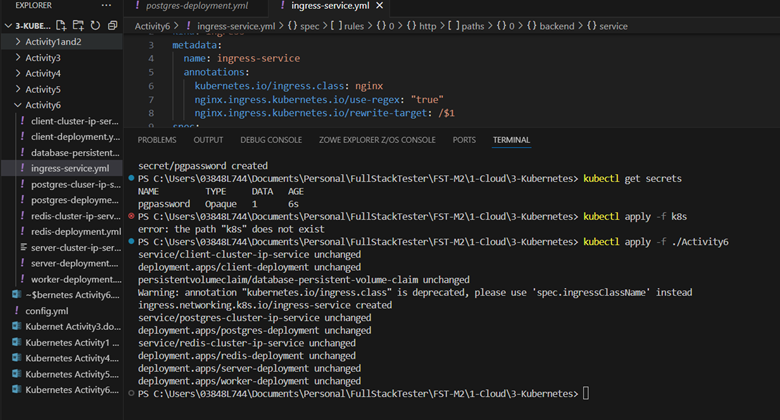 EXPLORER
3-KUBE...
Activity1and2
Activity3
Activity4
Activity5
Activity6
client-cluster-ip-ser...
client-deployment.y...
database-persistent...
ingress-service.yml
postgres-cluser-ip-s...
postgres-deployme...
redis-cluster-ip-serv...
redis-deployment.yml
server-cluster-ip-se...
server-deployment....
worker-deployment....
~$bernetes Activity6....
config.yml
Kubernet Activity3.do...
Kubernetes Activity1 ...
Kubernetes Activity4....
Kubernetes Activity5....
Kubernetes Activity6....
postgres-deployment.yml
ingress-service.yml ×
Activity6 > ! ingress-service.yml > {} spec > [ ] rules > {} 0 > {} http > [ ] paths > {} 0 > {} backend > {} service
3 metadata:
4 name: ingress-service
5 annotations:
6 kubernetes.io/ingress.class: nginx
7 nginx.ingress.kubernetes.io/use-regex: "true"
8 nginx.ingress.kubernetes.io/rewrite-target: /$1
9 spec:
PROBLEMS OUTPUT DEBUG CONSOLE ZOWE EXPLORER Z/OS CONSOLE PORTS TERMINAL
secret/pgpassword created
PS C:\Users\03848L744\Documents\Personal\FullStackTester\FST-M2\1-Cloud\3-Kubernetes> kubectl get secrets
NAME TYPE DATA AGE
pgpassword Opaque 1 6s
PS C:\Users\03848L744\Documents\Personal\FullStackTester\FST-M2\1-Cloud\3-Kubernetes> kubectl apply -f k8s
error: the path "k8s" does not exist
PS C:\Users\03848L744\Documents\Personal\FullStackTester\FST-M2\1-Cloud\3-Kubernetes> kubectl apply -f ./Activity6
service/client-cluster-ip-service unchanged
deployment.apps/client-deployment unchanged
persistentvolumeclaim/database-persistent-volume-claim unchanged
Warning: annotation "kubernetes.io/ingress.class" is deprecated, please use 'spec.ingressClassName' instead
ingress.networking.k8s.io/ingress-service created
service/postgres-cluster-ip-service unchanged
deployment.apps/postgres-deployment unchanged
service/redis-cluster-ip-service unchanged
deployment.apps/redis-deployment unchanged
deployment.apps/server-deployment unchanged
deployment.apps/worker-deployment unchanged
PS C:\Users\03848L744\Documents\Personal\FullStackTester\FST-M2\1-Cloud\3-Kubernetes>